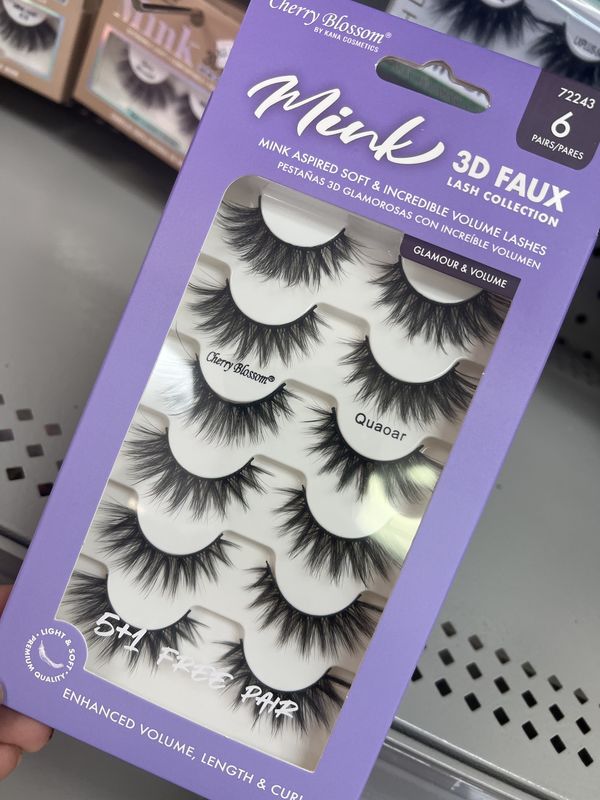 Cherry Blossom®
BY KANA COSMETICS
72243
6
PAIRS/PARES
Mink 3D FAUX
LASH COLLECTION
MINK ASPIRED SOFT & INCREDIBLE VOLUME LASHES
PESTAÑAS 3D GLAMOROSAS CON INCREÍBLE VOLUMEN
GLAMOUR & VOLUME
Cherry Blossom®
Quaoar
5+1 FREE PAIR
• LIGHT & SOFT •
PREMIUM QUALITY
ENHANCED VOLUME, LENGTH & CURL
mink